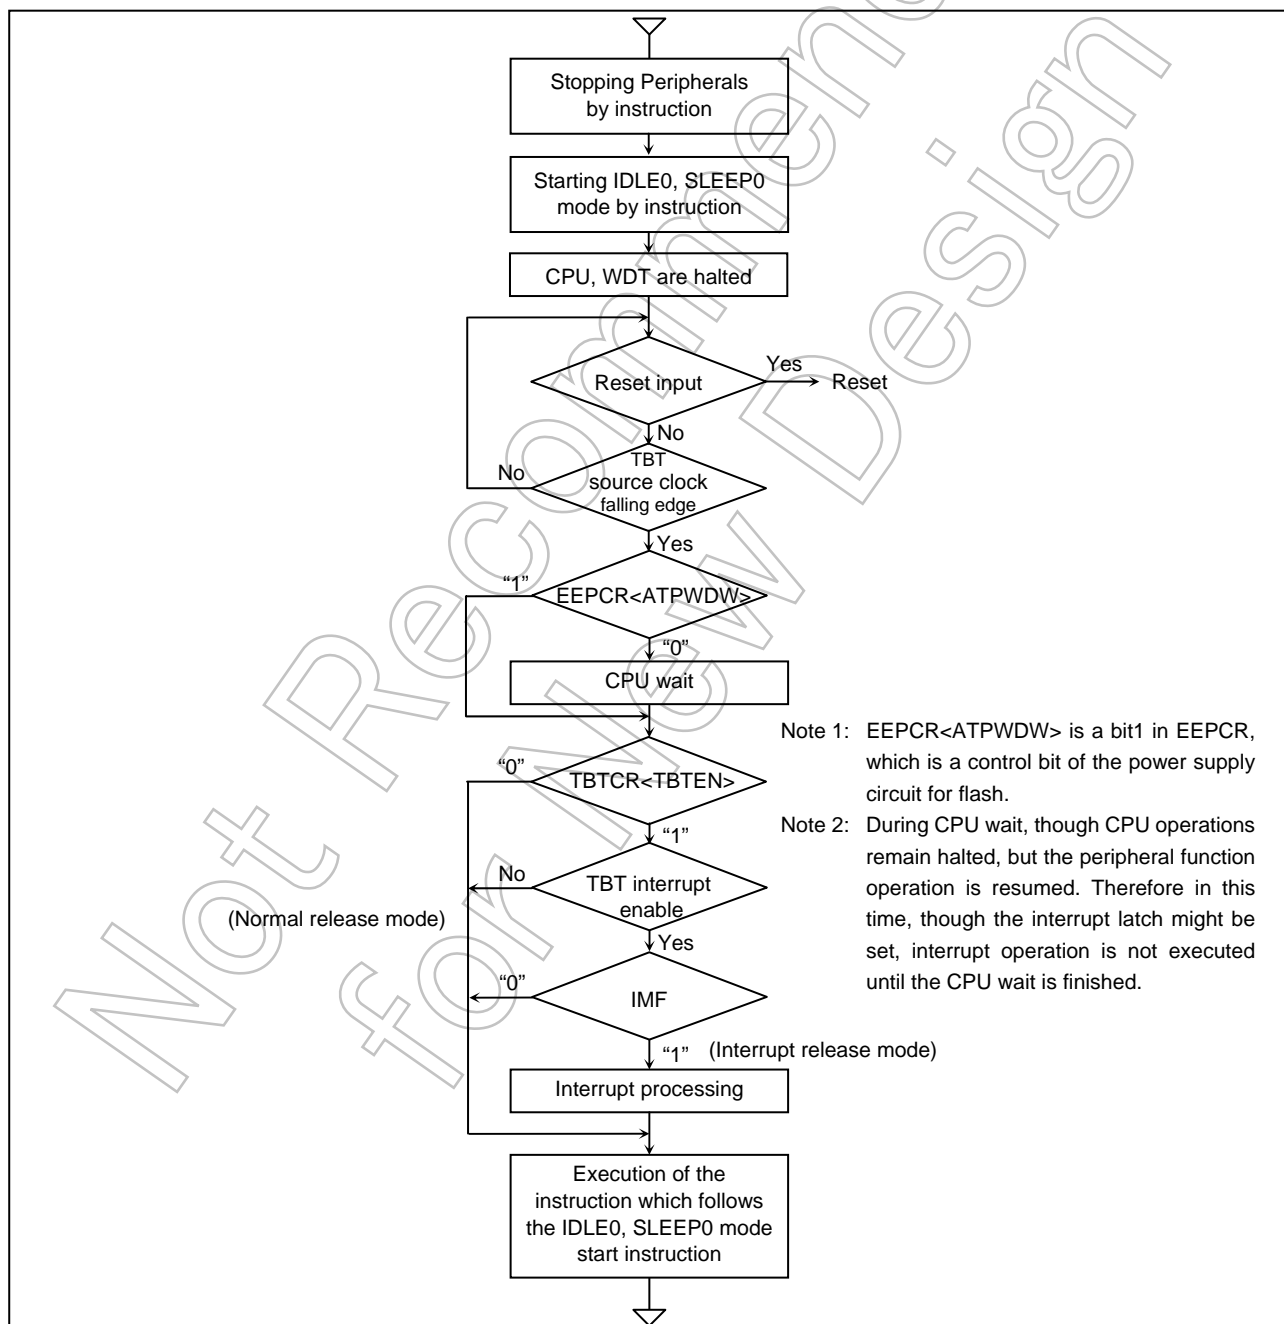 Stopping Peripherals
by instruction
Starting IDLE0, SLEEP0
mode by instruction
CPU, WDT are halted
Reset input
Yes
Reset
No
TBT
source clock
falling edge
No
Yes
EEPCR<ATPWDW>
“1”
“0”
CPU wait
TBTCR<TBTEN>
“0”
“1”
TBT interrupt
enable
No
(Normal release mode)
Yes
IMF
“0”
“1”
(Interrupt release mode)
Interrupt processing
Execution of the
instruction which follows
the IDLE0, SLEEP0 mode
start instruction
Note 1: EEPCR<ATPWDW> is a bit1 in EEPCR,
which is a control bit of the power supply
circuit for flash.
Note 2: During CPU wait, though CPU operations
remain halted, but the peripheral function
operation is resumed. Therefore in this
time, though the interrupt latch might be
set, interrupt operation is not executed
until the CPU wait is finished.
Not Recommen
for New Design